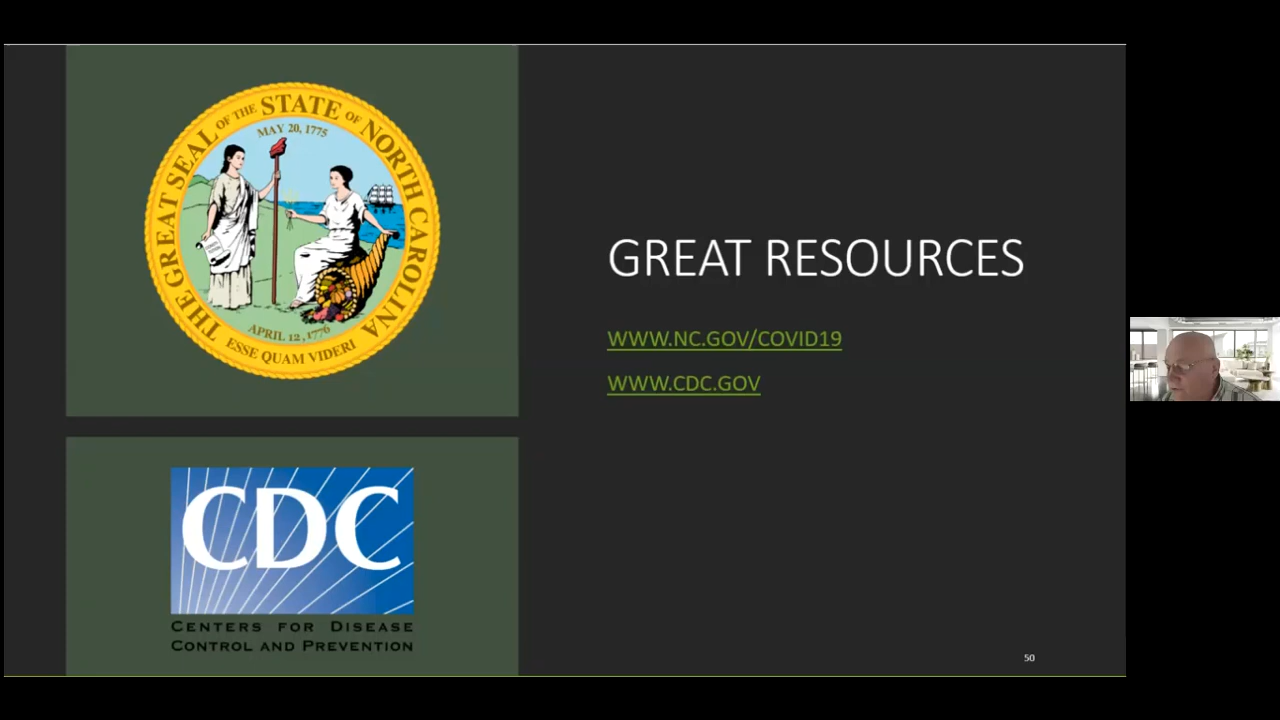 THE GREAT SEAL OF THE STATE OF NORTH CAROLINA
MAY 20, 1775
APRIL 12, 1776
ESSE QUAM VIDERI
GREAT RESOURCES
WWW.NC.GOV/COVID19
WWW.CDC.GOV
CDC
CENTERS FOR DISEASE
CONTROL AND PREVENTION
50